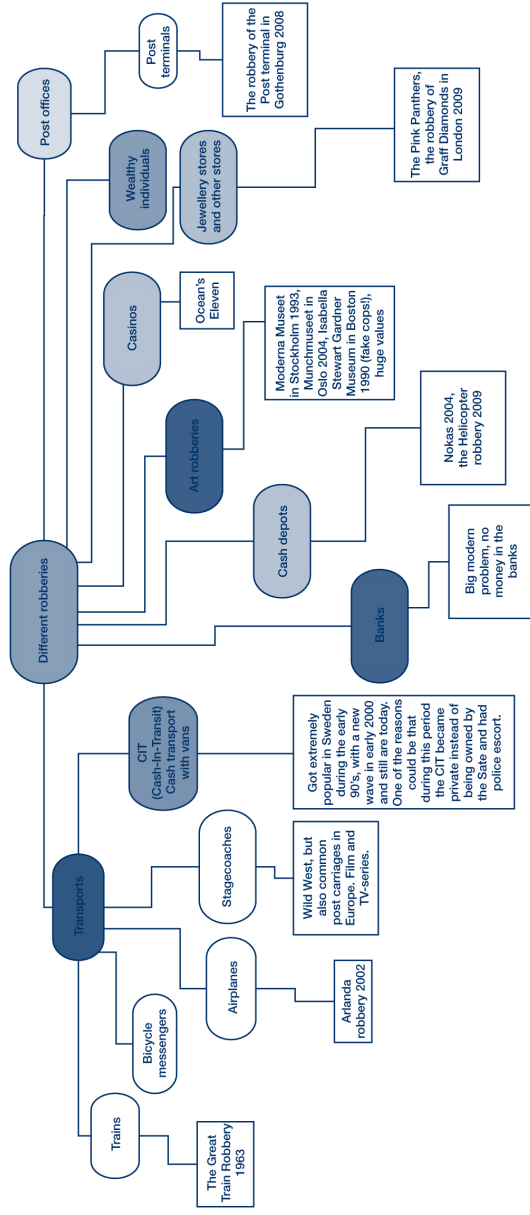 Different robberies
Transports
Trains
The Great
Train Robbery
1963
Bicycle
messengers
Airplanes
Arlanda
robbery 2002
Stagecoaches
Wild West, but
also common
post carriages in
Europe. Film and
TV-series.
CIT
(Cash-In-Transit)
Cash transport
with vans
Got extremely
popular in Sweden
during the early
90's, with a new
wave in early 2000
and still are today.
One of the reasons
could be that
during this period
the CIT became
private instead of
being owned by
the Sate and had
police escort.
Banks
Big modern
problem, no
money in the
banks
Cash depots
Nokas 2004,
the Helicopter
robbery 2009
Art robberies
Moderna Museet
in Stockholm 1993,
Munchmuseet in
Oslo 2004, Isabella
Stewart Gardner
Museum in Boston
1990 (fake cops!),
huge values
Casinos
Ocean's
Eleven
Wealthy
individuals
Jewellery stores
and other stores
The Pink Panthers,
the robbery of
Graff Diamonds in
London 2009
Post offices
Post
terminals
The robbery of the
Post terminal in
Gothenburg 2008